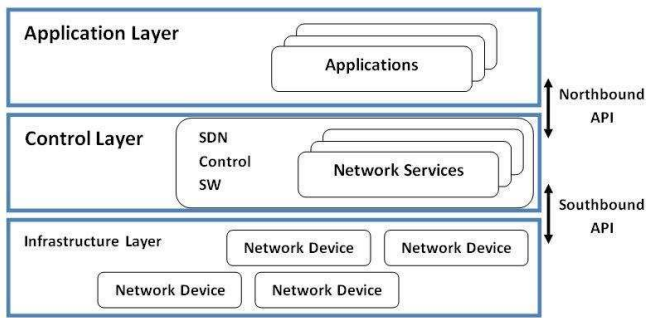 Application Layer
Applications
Northbound
API
Control Layer
SDN
Control
SW
Network Services
Southbound
API
Infrastructure Layer
Network Device
Network Device
Network Device
Network Device